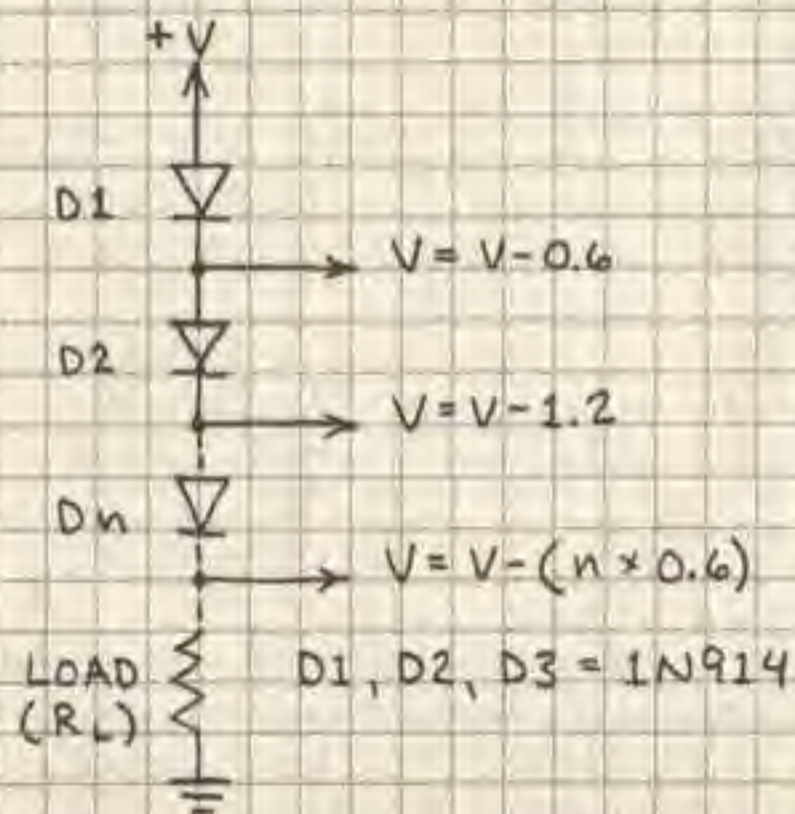 +V
D1
V = V - 0.6
D2
V = V - 1.2
Dn
V = V - (n × 0.6)
LOAD
(RL)
D1, D2, D3 = 1N914